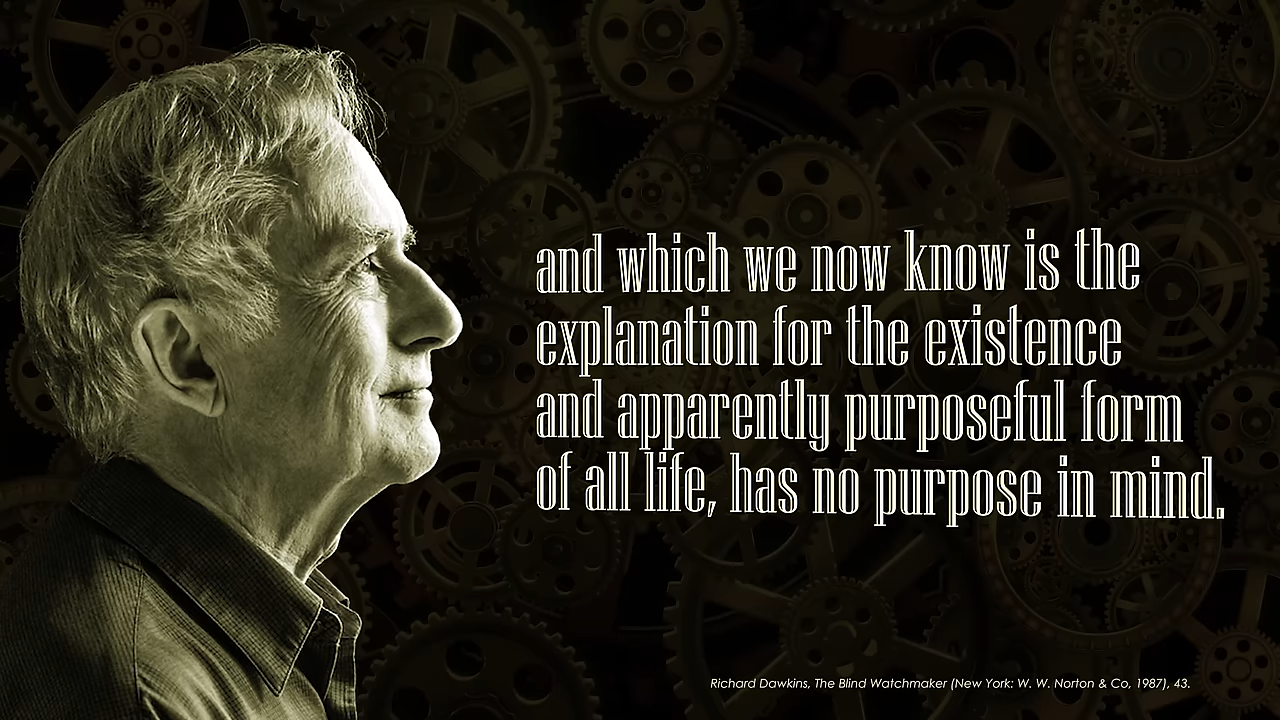 and which we now know is the
explanation for the existence
and apparently purposeful form
of all life, has no purpose in mind.
Richard Dawkins, The Blind Watchmaker (New York: W. W. Norton & Co, 1987), 43.